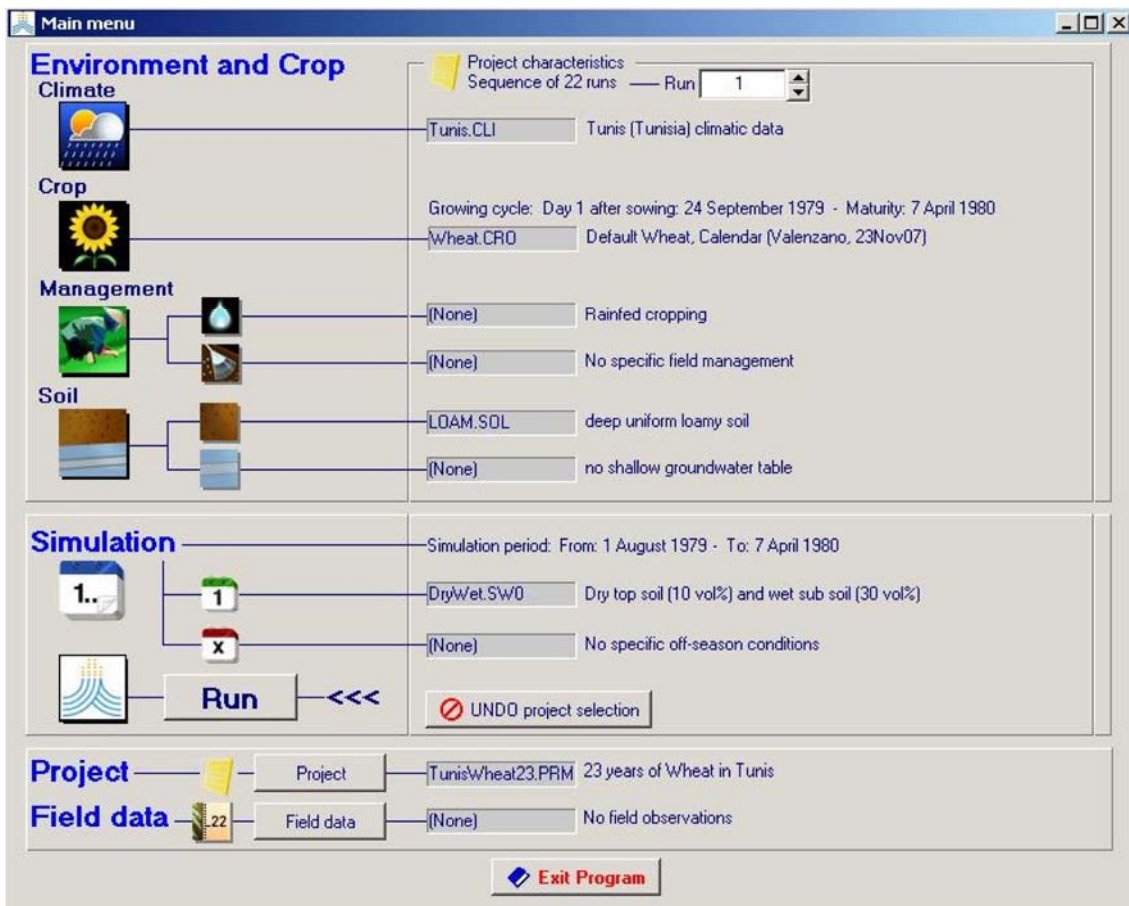 Main menu
Environment and Crop
Project characteristics
Sequence of 22 runs Run 1
Climate
Tunis.CLI Tunis (Tunisia) climatic data
Crop
Growing cycle: Day 1 after sowing: 24 September 1979 - Maturity: 7 April 1980
Wheat.CRO Default Wheat, Calendar (Valenzano, 23Nov07)
Management
(None) Rainfed cropping
(None) No specific field management
Soil
LOAM.SOL deep uniform loamy soil
(None) no shallow groundwater table
Simulation Simulation period: From: 1 August 1979 - To: 7 April 1980
1.. 1 DryWet.SW0 Dry top soil (10 vol%) and wet sub soil (30 vol%)
x (None) No specific off-season conditions
Run <<< UNDO project selection
Project Project TunisWheat23.PRM 23 years of Wheat in Tunis
Field data .22 Field data (None) No field observations
Exit Program